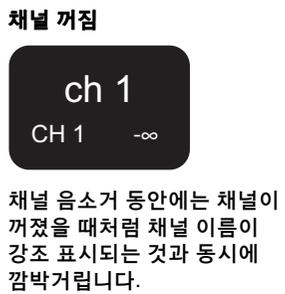 채널 꺼짐
ch 1
CH 1 -∞
채널 음소거 동안에는 채널이
꺼졌을 때처럼 채널 이름이
강조 표시되는 것과 동시에
깜박거립니다.